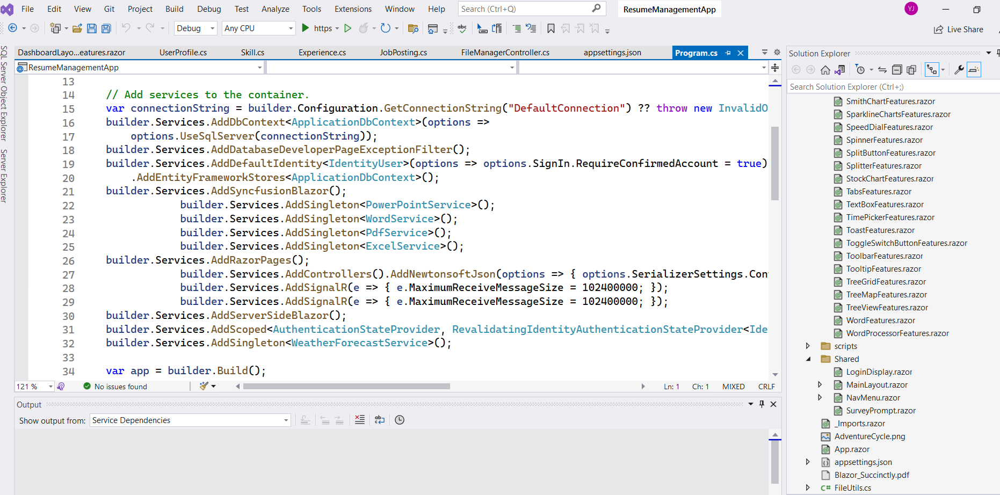 File Edit View Git Project Build Debug Test Analyze Tools Extensions Window Help Search (Ctrl+Q) ResumeManagementApp YJ
Debug Any CPU https abc Live Share
SQL Server Object Explorer
Server Explorer
DashboardLayo...eatures.razor UserProfile.cs Skill.cs Experience.cs JobPosting.cs FileManagerController.cs appsettings.json Program.cs
ResumeManagementApp
13
14 // Add services to the container.
15 var connectionString = builder.Configuration.GetConnectionString("DefaultConnection") ?? throw new InvalidO
16 builder.Services.AddDbContext<ApplicationDbContext>(options =>
17 options.UseSqlServer(connectionString));
18 builder.Services.AddDatabaseDeveloperPageExceptionFilter();
19 builder.Services.AddDefaultIdentity<IdentityUser>(options => options.SignIn.RequireConfirmedAccount = true)
20 .AddEntityFrameworkStores<ApplicationDbContext>();
21 builder.Services.AddSyncfusionBlazor();
22 builder.Services.AddSingleton<PowerPointService>();
23 builder.Services.AddSingleton<WordService>();
24 builder.Services.AddSingleton<PdfService>();
25 builder.Services.AddSingleton<ExcelService>();
26 builder.Services.AddRazorPages();
27 builder.Services.AddControllers().AddNewtonsoftJson(options => { options.SerializerSettings.Con
28 builder.Services.AddSignalR(e => { e.MaximumReceiveMessageSize = 102400000; });
29 builder.Services.AddSignalR(e => { e.MaximumReceiveMessageSize = 102400000; });
30 builder.Services.AddServerSideBlazor();
31 builder.Services.AddScoped<AuthenticationStateProvider, RevalidatingIdentityAuthenticationStateProvider<Ide
32 builder.Services.AddSingleton<WeatherForecastService>();
33
34 var app = builder.Build();
121 % No issues found Ln: 1 Ch: 1 MIXED CRLF
Output
Show output from: Service Dependencies
Solution Explorer
Search Solution Explorer (Ctrl+;)
SmithChartFeatures.razor
SparklineChartsFeatures.razor
SpeedDialFeatures.razor
SpinnerFeatures.razor
SplitButtonFeatures.razor
SplitterFeatures.razor
StockChartFeatures.razor
TabsFeatures.razor
TextBoxFeatures.razor
TimePickerFeatures.razor
ToastFeatures.razor
ToggleSwitchButtonFeatures.razor
ToolbarFeatures.razor
TooltipFeatures.razor
TreeGridFeatures.razor
TreeMapFeatures.razor
TreeViewFeatures.razor
WordFeatures.razor
WordProcessorFeatures.razor
scripts
Shared
LoginDisplay.razor
MainLayout.razor
NavMenu.razor
SurveyPrompt.razor
_Imports.razor
AdventureCycle.png
App.razor
appsettings.json
Blazor_Succinctly.pdf
C# FileUtils.cs